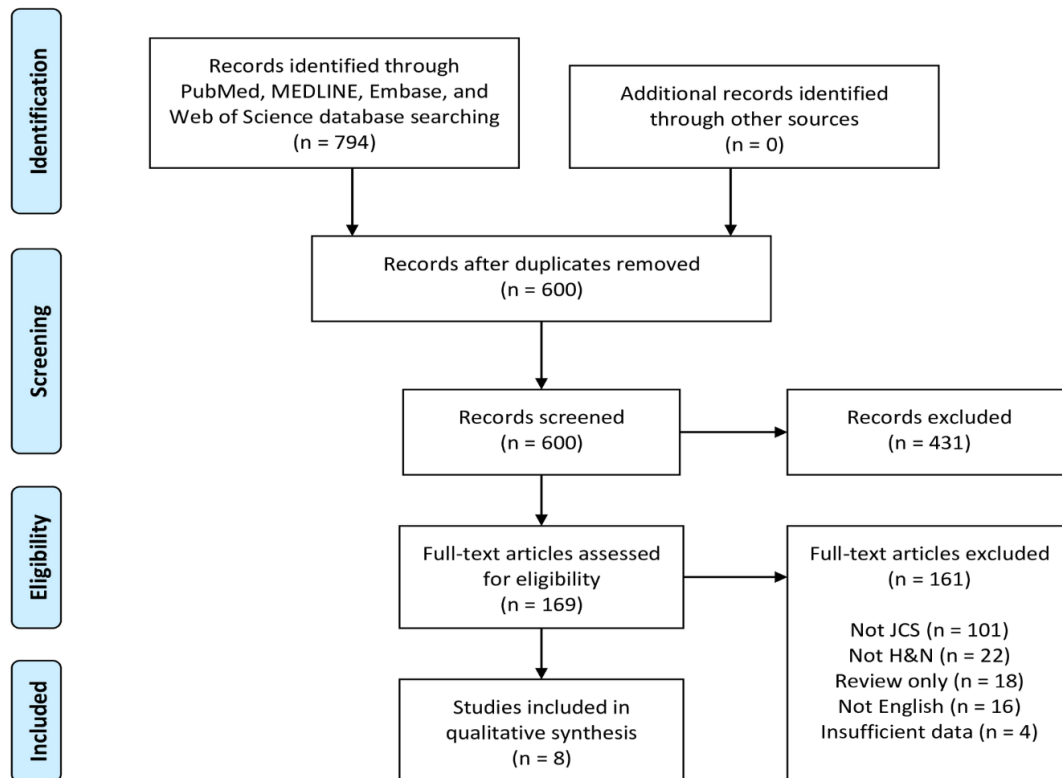 Identification
Records identified through
PubMed, MEDLINE, Embase, and
Web of Science database searching
(n = 794)
Additional records identified
through other sources
(n = 0)
Screening
Records after duplicates removed
(n = 600)
Records screened
(n = 600)
Records excluded
(n = 431)
Eligibility
Full-text articles assessed
for eligibility
(n = 169)
Full-text articles excluded
(n = 161)
Not JCS (n = 101)
Not H&N (n = 22)
Review only (n = 18)
Not English (n = 16)
Insufficient data (n = 4)
Included
Studies included in
qualitative synthesis
(n = 8)